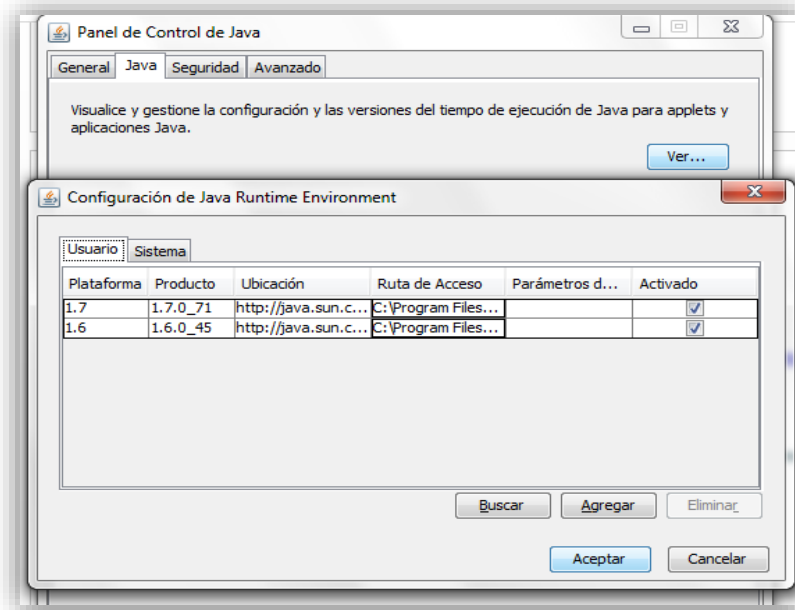 Panel de Control de Java
General Java Seguridad Avanzado
Visualice y gestione la configuración y las versiones del tiempo de ejecución de Java para applets y
aplicaciones Java.
Ver...
Configuración de Java Runtime Environment
Usuario Sistema
Plataforma Producto Ubicación Ruta de Acceso Parámetros d... Activado
1.7 1.7.0_71 http://java.sun.c... C:\Program Files...
1.6 1.6.0_45 http://java.sun.c... C:\Program Files...
Buscar Agregar Eliminar
Aceptar Cancelar